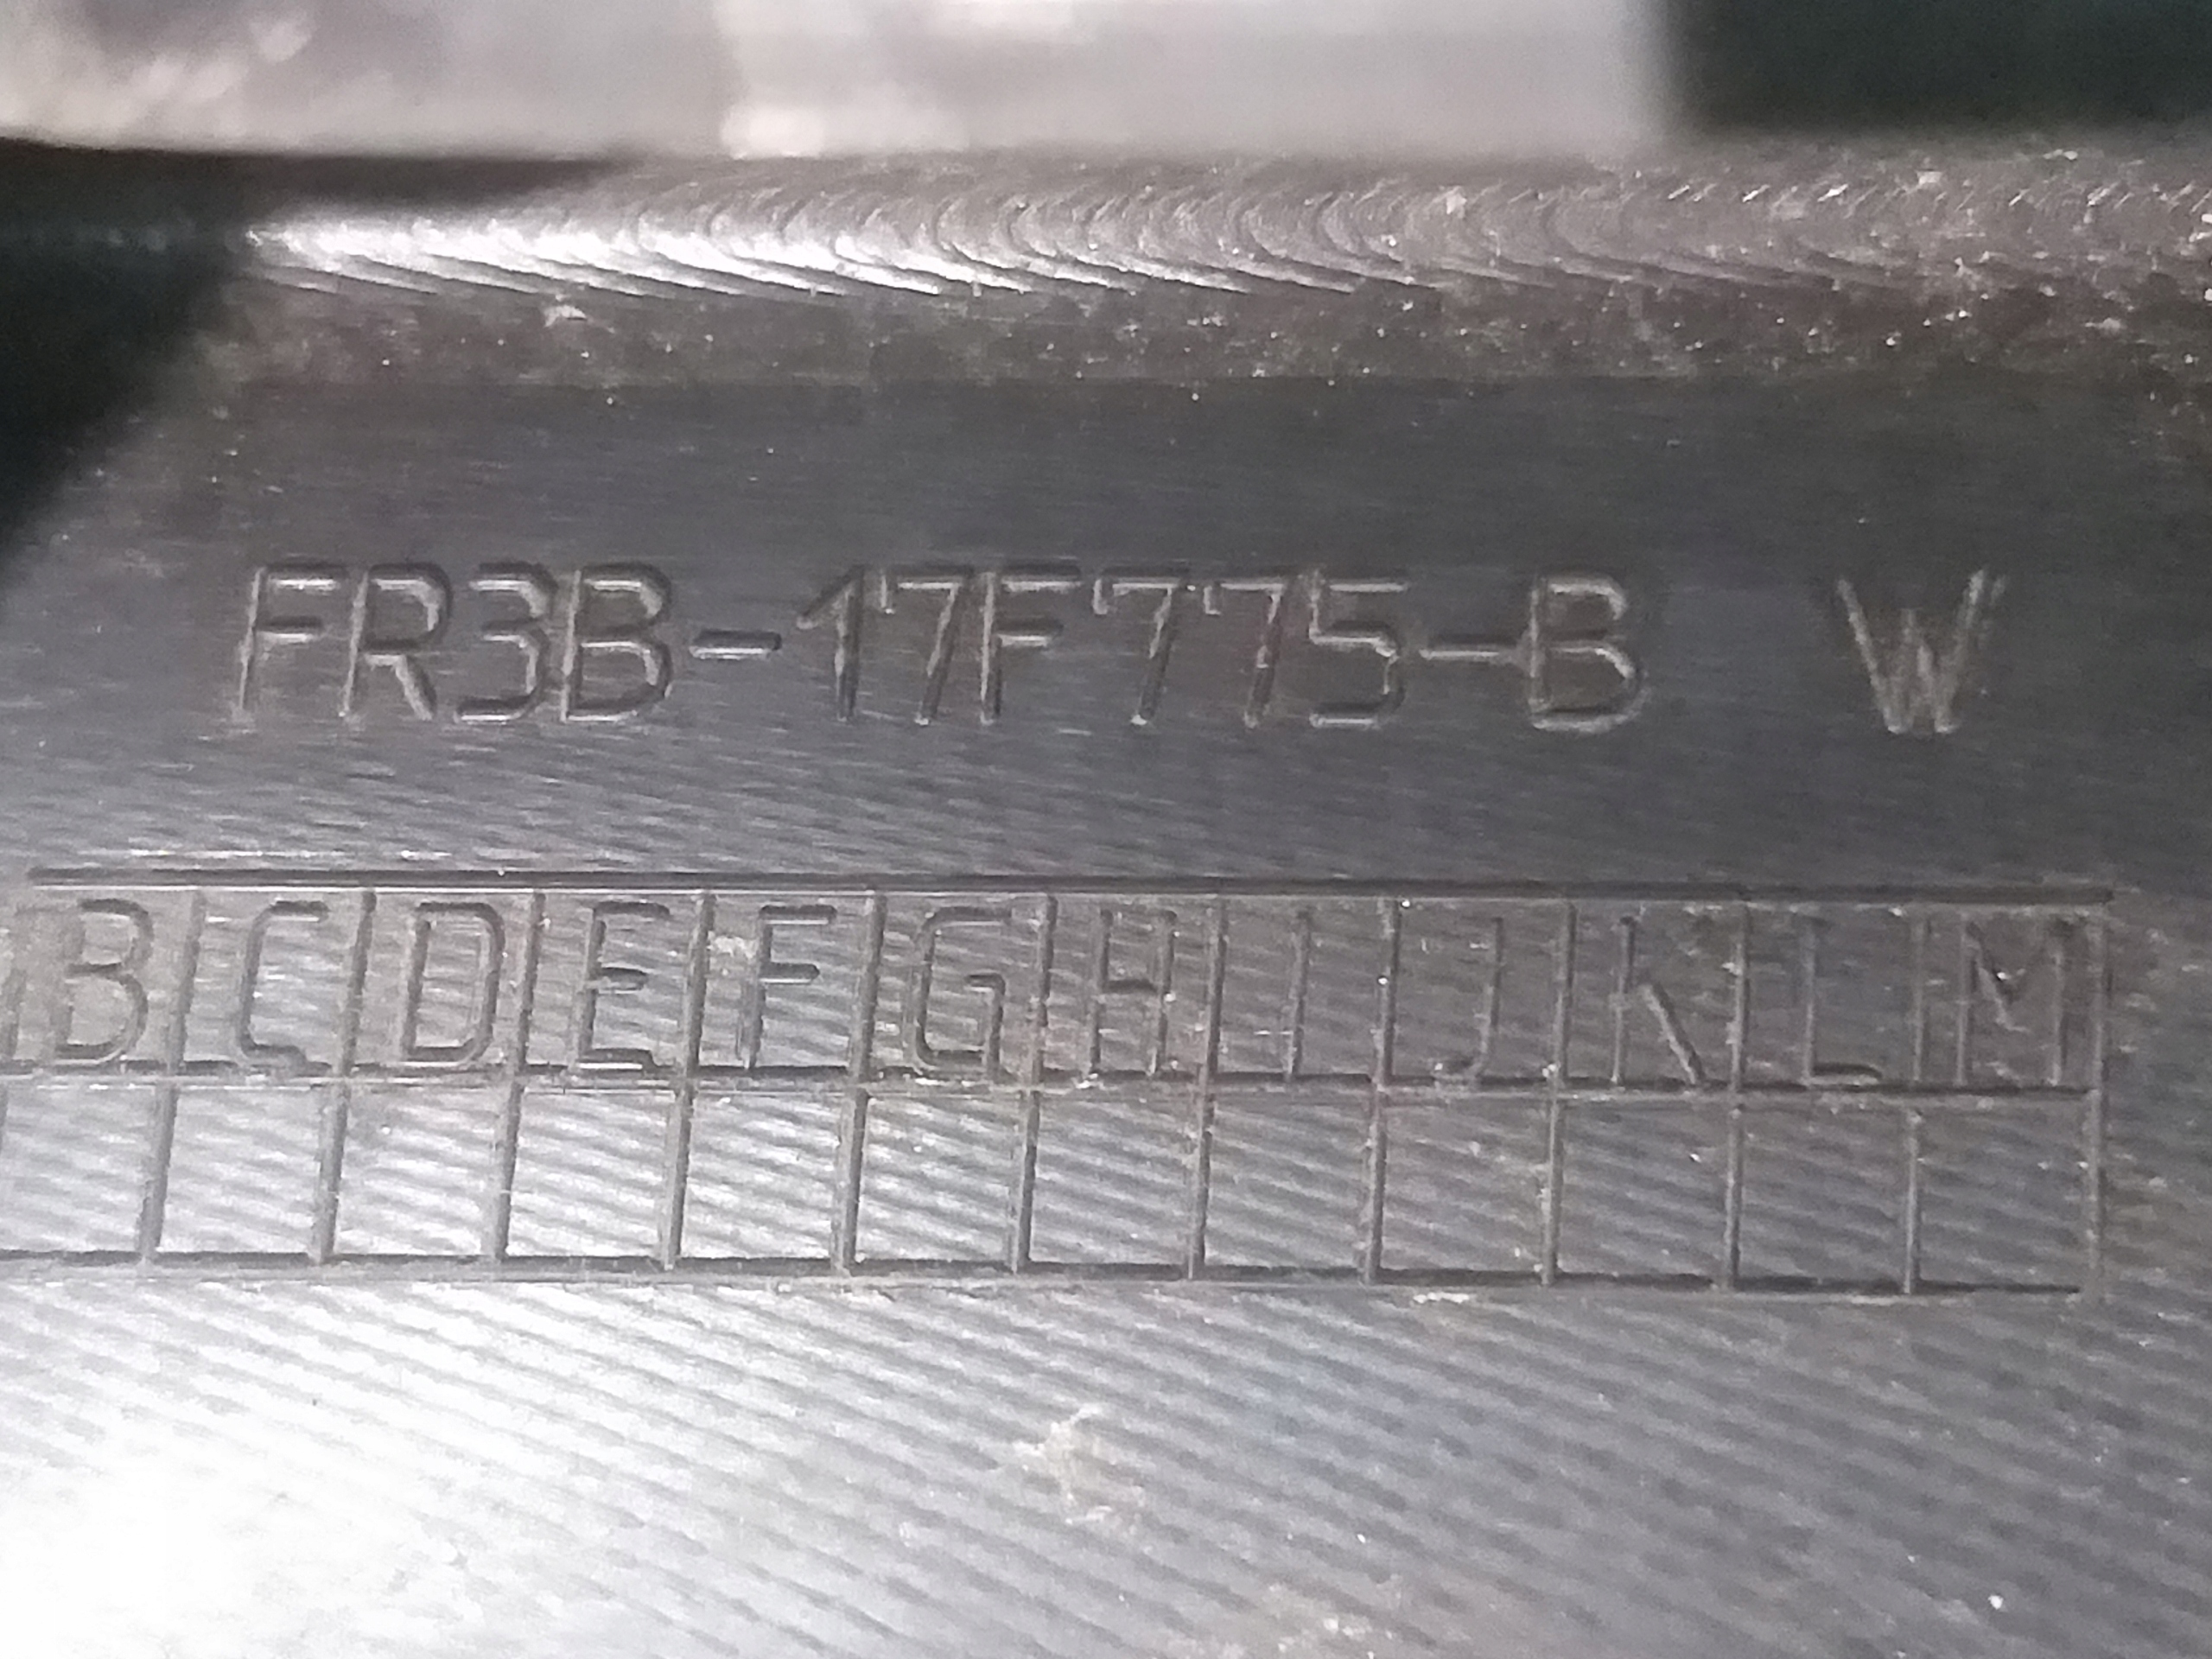 FR3B-17F775-B W
B C D E F G H I J K L M